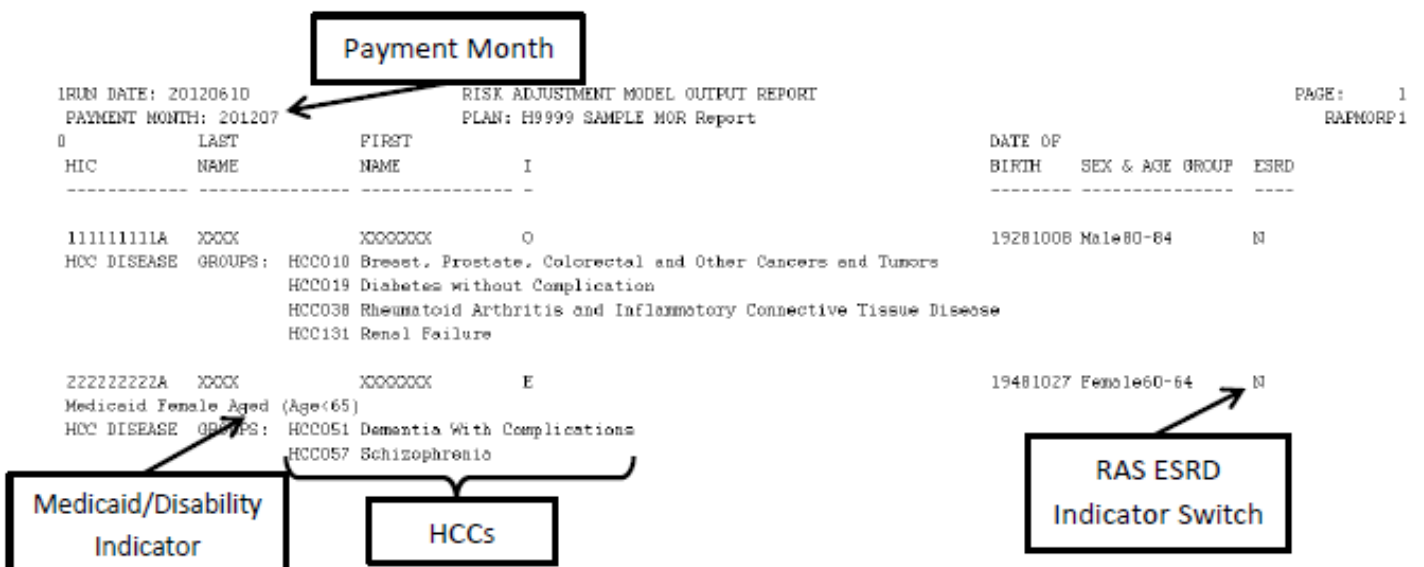 Payment Month
1RUN DATE: 20120610 RISK ADJUSTMENT MODEL OUTPUT REPORT PAGE: 1
PAYMENT MONTH: 201207 PLAN: H9999 SAMPLE MOR Report RAPMORP1
0 LAST FIRST DATE OF
HIC NAME NAME I BIRTH SEX & AGE GROUP ESRD
------------ --------------- --------------- - -------- --------------- ----
111111111A XXXX XXXXXXX O 19281008 Male80-84 N
HCC DISEASE GROUPS: HCC010 Breast, Prostate, Colorectal and Other Cancers and Tumors
HCC019 Diabetes without Complication
HCC038 Rheumatoid Arthritis and Inflammatory Connective Tissue Disease
HCC131 Renal Failure
222222222A XXXX XXXXXXX E 19481027 Female60-64 N
Medicaid Female Aged (Age<65)
HCC DISEASE GROUPS: HCC051 Dementia With Complications
HCC057 Schizophrenia
Medicaid/Disability
Indicator
HCCs
RAS ESRD
Indicator Switch